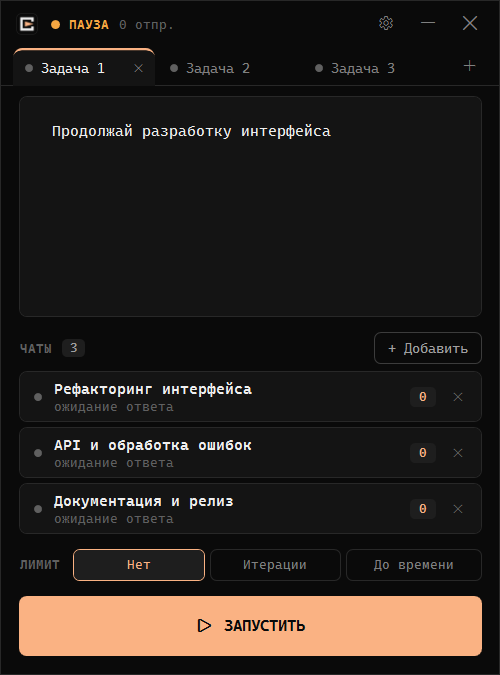 ПАУЗА 0 отпр.
Задача 1 Задача 2 Задача 3 +
Продолжай разработку интерфейса
ЧАТЫ 3 + Добавить
Рефакторинг интерфейса 0
ожидание ответа
API и обработка ошибок 0
ожидание ответа
Документация и релиз 0
ожидание ответа
ЛИМИТ Нет Итерации До времени
ЗАПУСТИТЬ